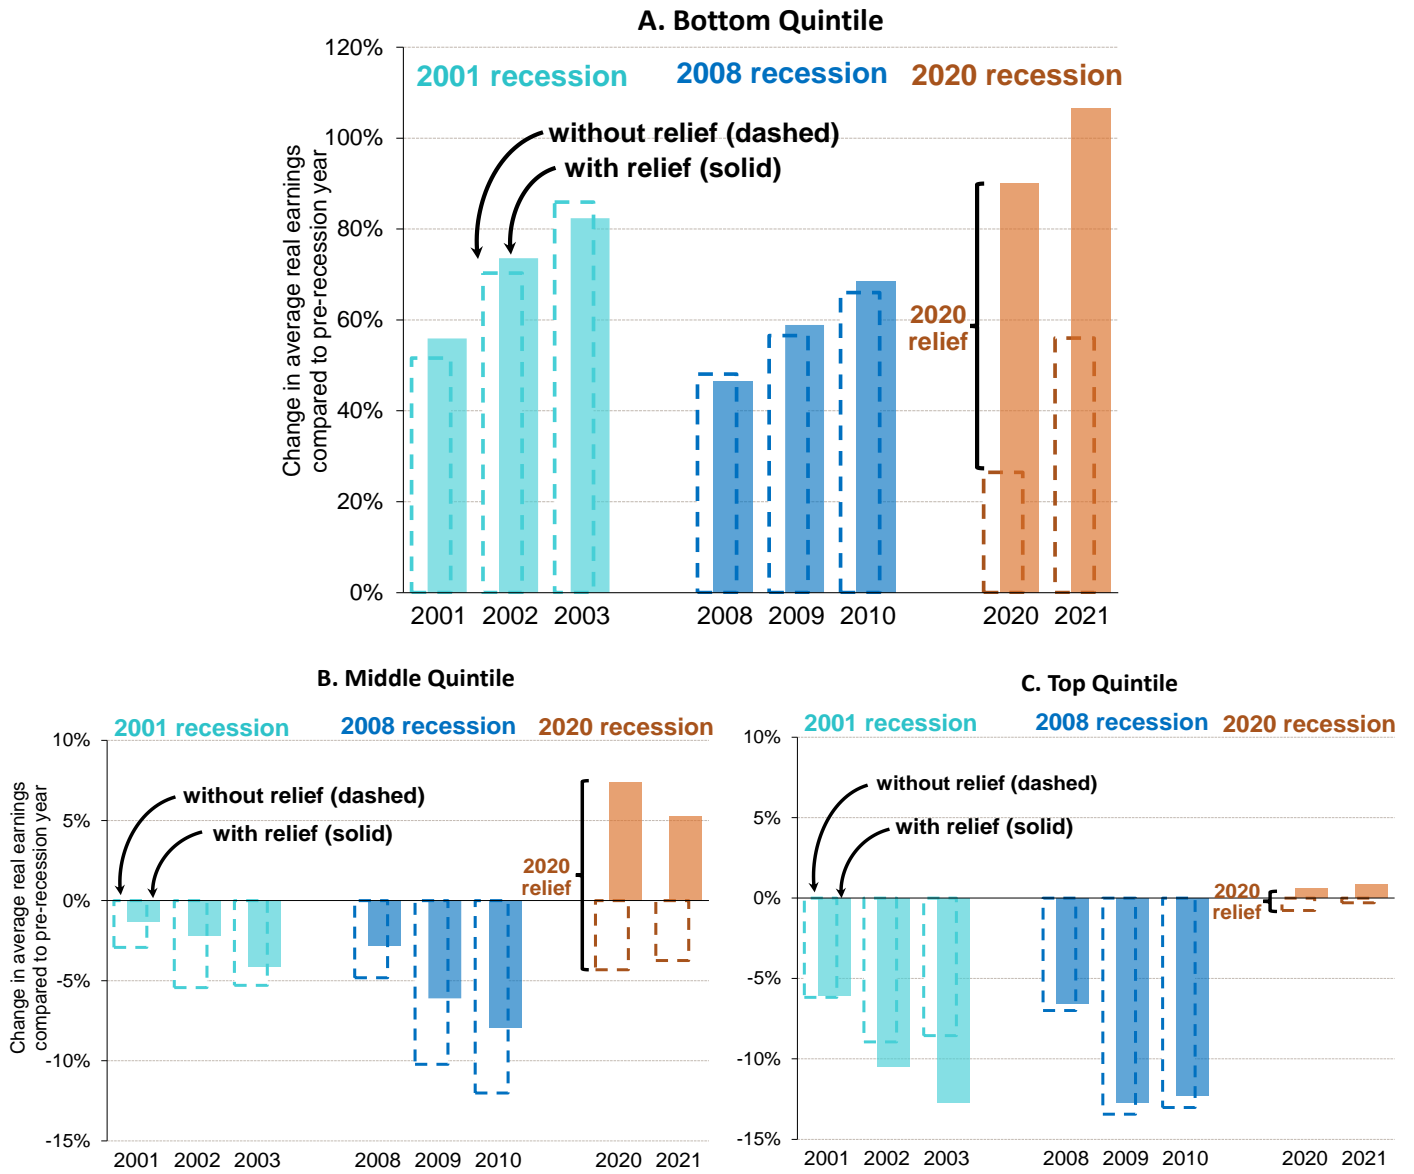 A. Bottom Quintile
120%
100%
80%
60%
40%
20%
0%
Change in average real earnings
compared to pre-recession year
2001 recession
2008 recession
2020 recession
without relief (dashed)
with relief (solid)
2020
relief
2001
2002
2003
2008
2009
2010
2020
2021
B. Middle Quintile
2001 recession
2008 recession
2020 recession
10%
5%
0%
-5%
-10%
-15%
Change in average real earnings
compared to pre-recession year
without relief (dashed)
with relief (solid)
2020
relief
2001
2002
2003
2008
2009
2010
2020
2021
C. Top Quintile
2001 recession
2008 recession
2020 recession
10%
5%
0%
-5%
-10%
-15%
without relief (dashed)
with relief (solid)
2020
relief
2001
2002
2003
2008
2009
2010
2020
2021